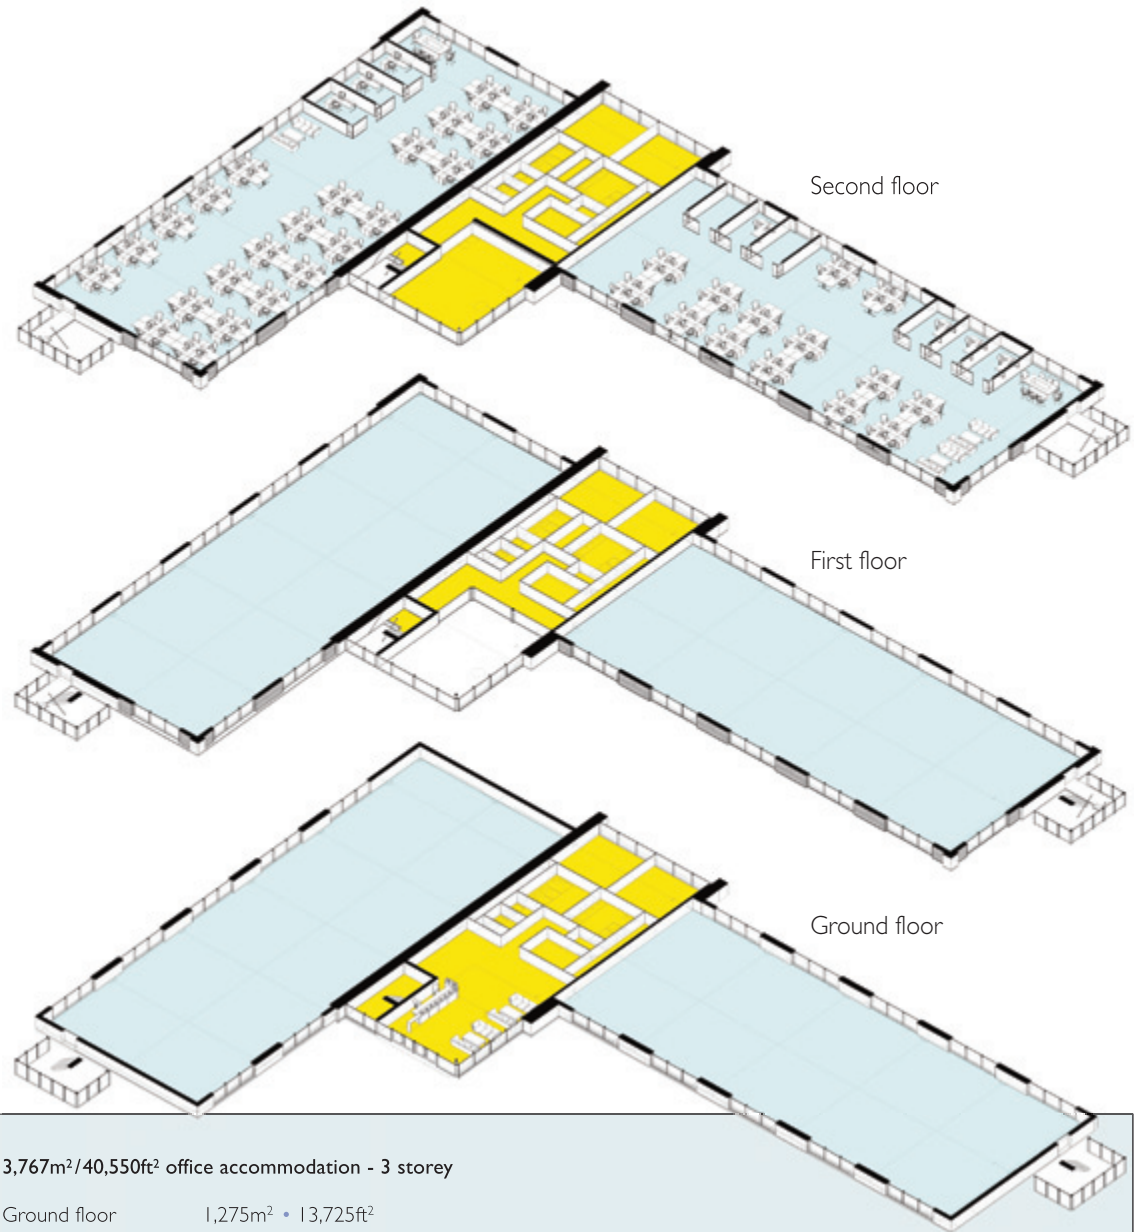 Second floor
First floor
Ground floor
3,767m²/40,550ft² office accommodation - 3 storey
Ground floor 1,275m² • 13,725ft²